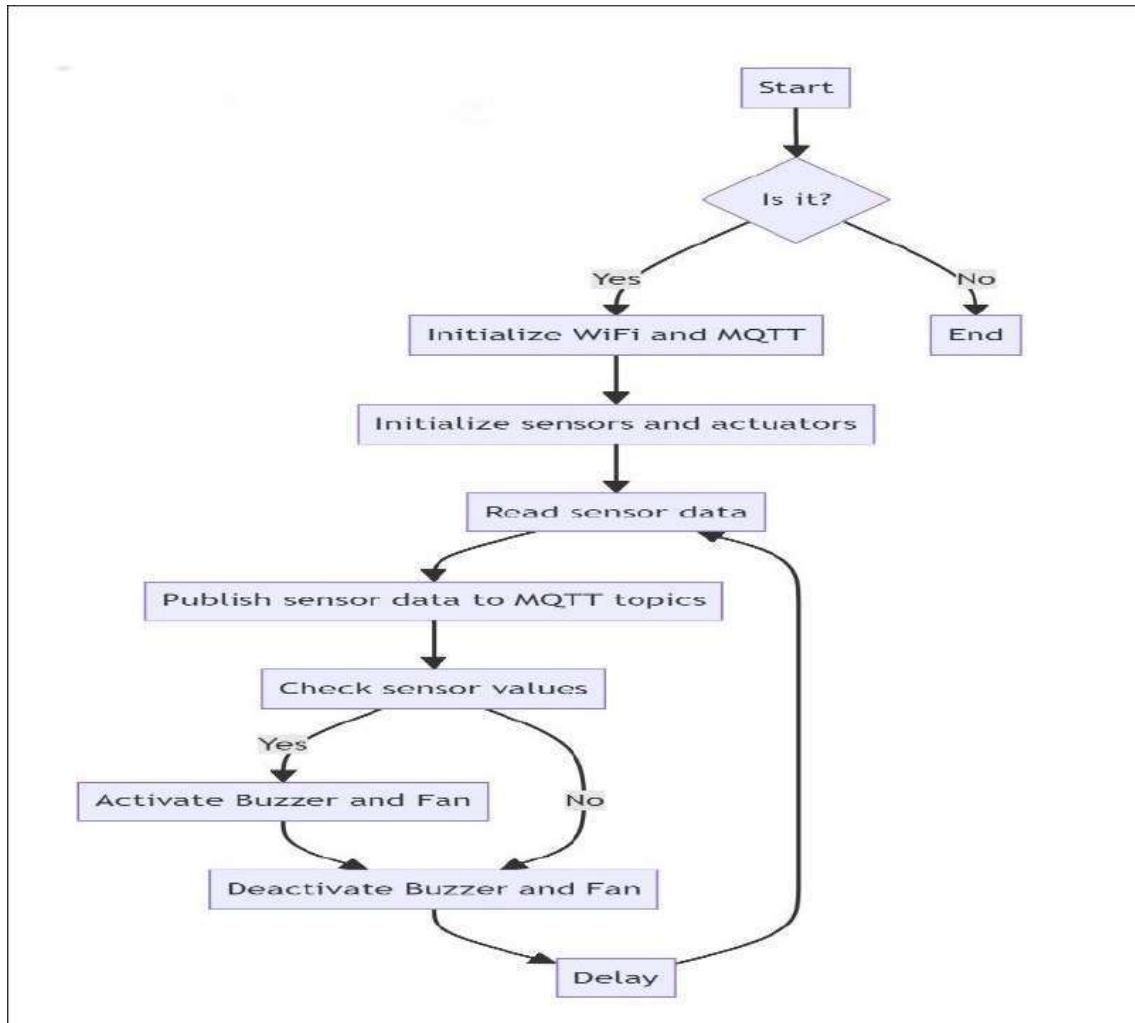 Start
Is it?
Yes
No
Initialize WiFi and MQTT
End
Initialize sensors and actuators
Read sensor data
Publish sensor data to MQTT topics
Check sensor values
Yes
Activate Buzzer and Fan
No
Deactivate Buzzer and Fan
Delay